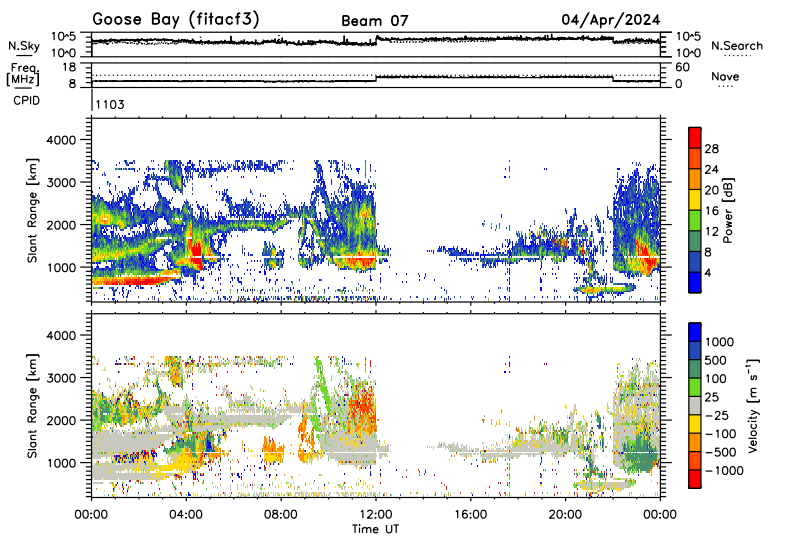 Goose Bay (fitacf3) Beam 07 04/Apr/2024
N.Sky 10^5 10^0 10^5 10^0 N.Search
Freq. [MHz] 18 8 60 0 Nave
CPID 1103
Slant Range [km] 4000 3000 2000 1000
Power [dB] 28 24 20 16 12 8 4
Slant Range [km] 4000 3000 2000 1000
Velocity [m s⁻¹] 1000 500 100 25 −25 −100 −500 −1000
00:00 04:00 08:00 12:00 16:00 20:00 00:00
Time UT